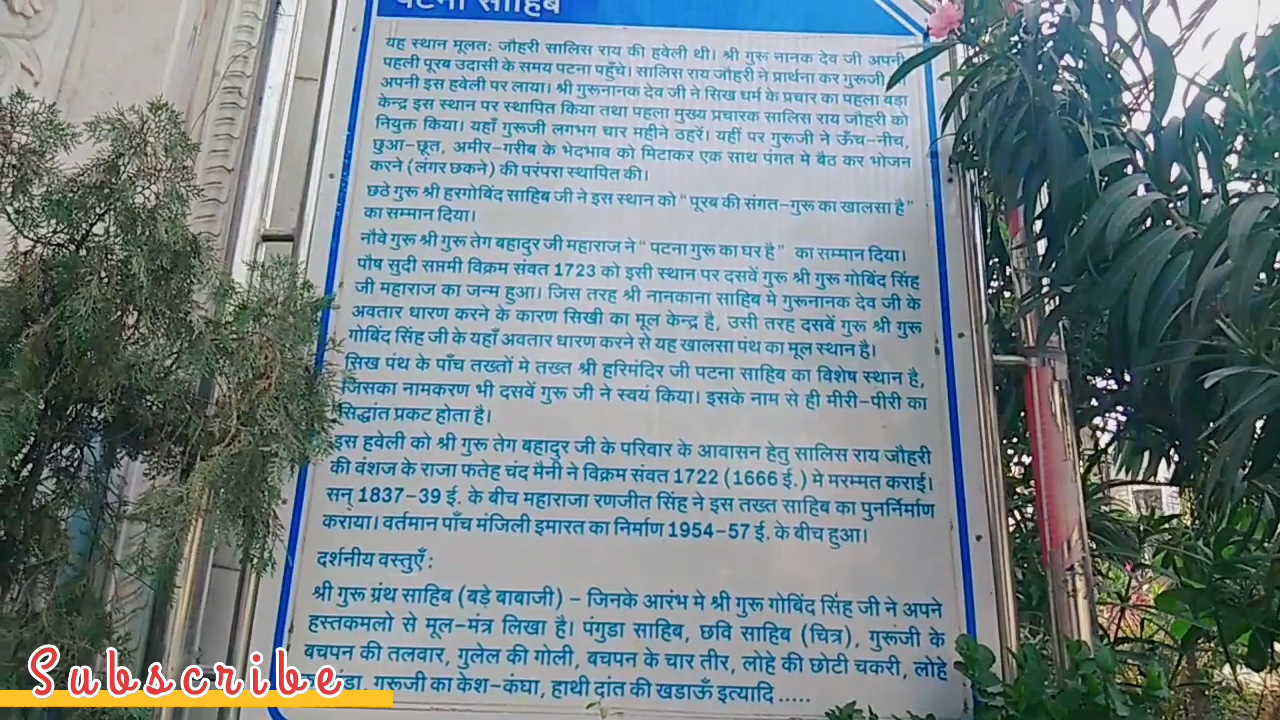 पटना साहिब
यह स्थान मूलतः जौहरी सालिस राय की हवेली थी। श्री गुरू नानक देव जी अपनी
पहली पूरब उदासी के समय पटना पहुँचे। सालिस राय जौहरी ने प्रार्थना कर गुरूजी
अपनी इस हवेली पर लाया। श्री गुरूनानक देव जी ने सिख धर्म के प्रचार का पहला बड़ा
केन्द्र इस स्थान पर स्थापित किया तथा पहला मुख्य प्रचारक सालिस राय जौहरी को
नियुक्त किया। यहाँ गुरूजी लगभग चार महीने ठहरें। यहीं पर गुरूजी ने ऊँच-नीच,
छुआ-छूत, अमीर-गरीब के भेदभाव को मिटाकर एक साथ पंगत मे बैठ कर भोजन
करने (लंगर छकने) की परंपरा स्थापित की।
छठे गुरू श्री हरगोबिंद साहिब जी ने इस स्थान को "पूरब की संगत-गुरू का खालसा है"
का सम्मान दिया।
नौवे गुरू श्री गुरू तेग बहादुर जी महाराज ने " पटना गुरू का घर है" का सम्मान दिया।
पौष सुदी सप्तमी विक्रम संवत 1723 को इसी स्थान पर दसवें गुरू श्री गुरू गोबिंद सिंह
जी महाराज का जन्म हुआ। जिस तरह श्री नानकाना साहिब मे गुरूनानक देव जी के
अवतार धारण करने के कारण सिखी का मूल केन्द्र है, उसी तरह दसवें गुरू श्री गुरू
गोबिंद सिंह जी के यहाँ अवतार धारण करने से यह खालसा पंथ का मूल स्थान है।
सिख पंथ के पाँच तख्तों मे तख्त श्री हरिमंदिर जी पटना साहिब का विशेष स्थान है,
जिसका नामकरण भी दसवें गुरू जी ने स्वयं किया। इसके नाम से ही मीरी-पीरी का
सिद्धांत प्रकट होता है।
इस हवेली को श्री गुरू तेग बहादुर जी के परिवार के आवासन हेतु सालिस राय जौहरी
की वंशज के राजा फतेह चंद मैनी ने विक्रम संवत 1722 (1666 ई.) मे मरम्मत कराई।
सन् 1837-39 ई. के बीच महाराजा रणजीत सिंह ने इस तख्त साहिब का पुनर्निर्माण
कराया। वर्तमान पाँच मंजिली इमारत का निर्माण 1954-57 ई. के बीच हुआ।
दर्शनीय वस्तुएँ :
श्री गुरू ग्रंथ साहिब (बड़े बाबाजी) - जिनके आरंभ मे श्री गुरू गोबिंद सिंह जी ने अपने
हस्तकमलो से मूल-मंत्र लिखा है। पंगुडा साहिब, छवि साहिब (चित्र), गुरूजी के
बचपन की तलवार, गुलेल की गोली, बचपन के चार तीर, लोहे की छोटी चकरी, लोहे
गुरूजी का केश-कंघा, हाथी दांत की खडाऊँ इत्यादि .....
Subscribe